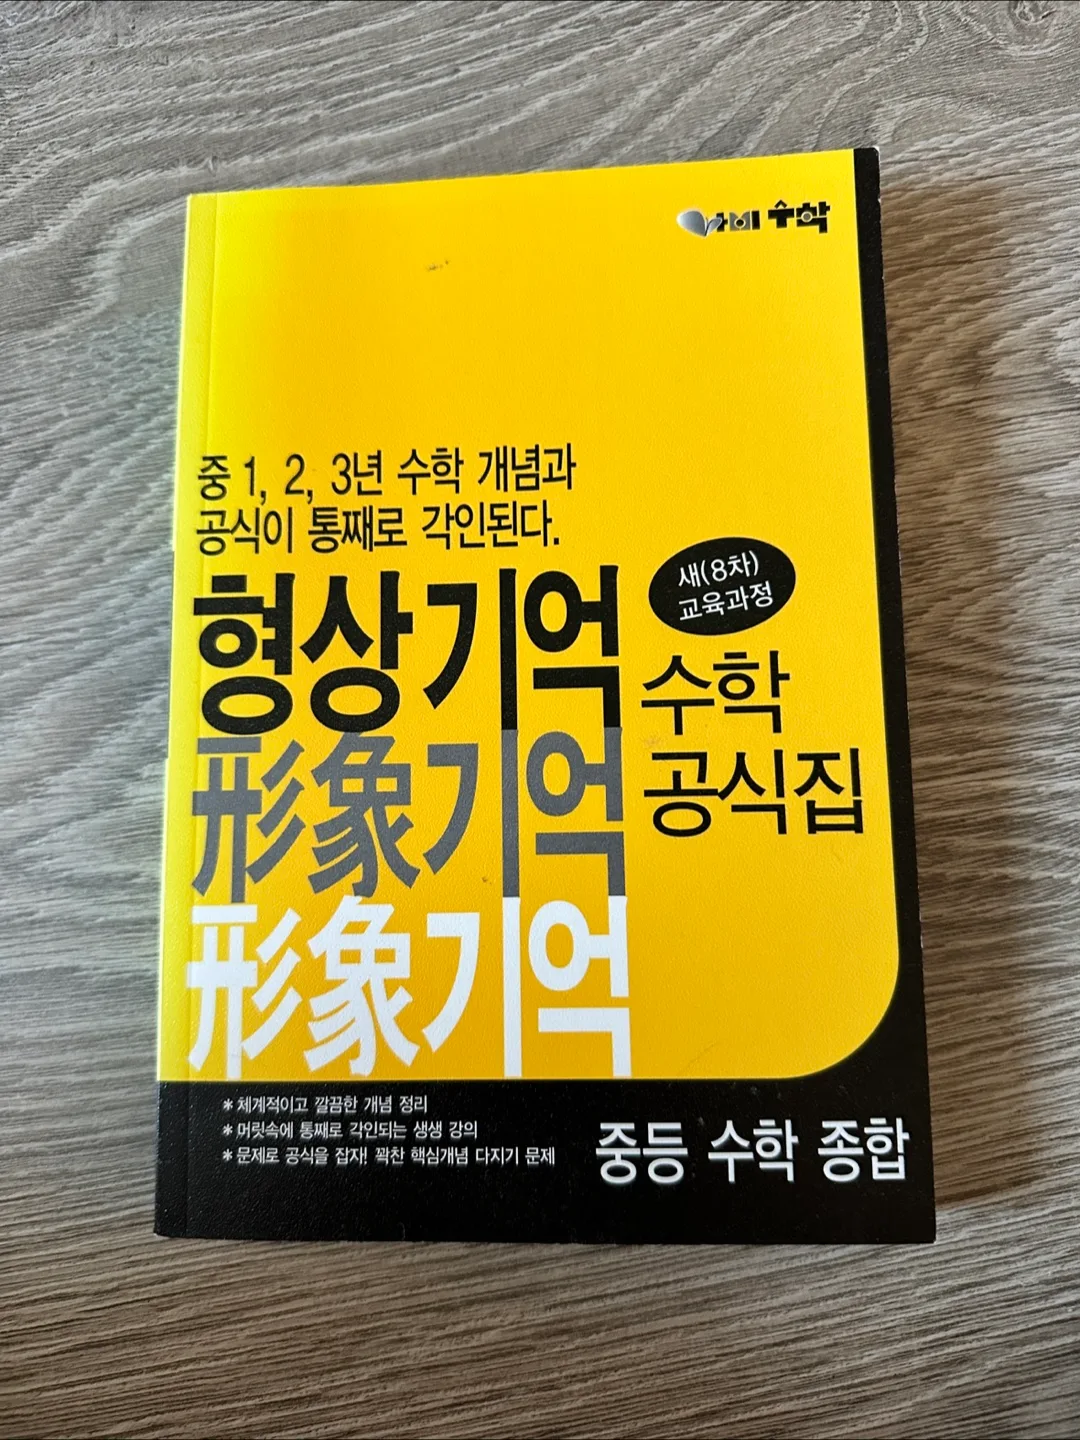 나비 수학
중 1, 2, 3년 수학 개념과
공식이 통째로 각인된다.
새(8차)
교육과정
형상기억
形象기억
形象기억
수학
공식집
* 체계적이고 깔끔한 개념 정리
* 머릿속에 통째로 각인되는 생생 강의
* 문제로 공식을 잡자! 꽉찬 핵심개념 다지기 문제
중등 수학 종합